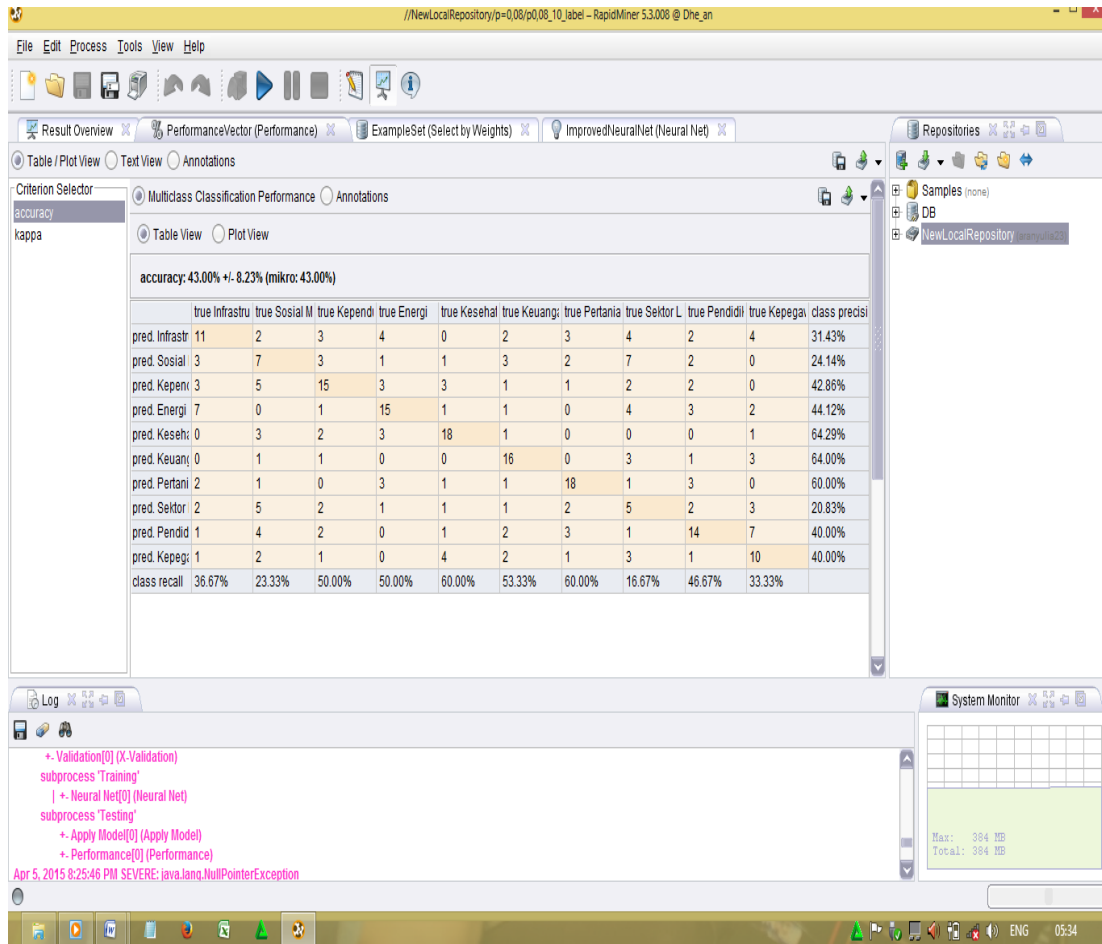 //NewLocalRepository/p=0,08/p0,08_10_label – RapidMiner 5.3.008 @ Dhe_an
File Edit Process Tools View Help
Result Overview PerformanceVector (Performance) ExampleSet (Select by Weights) ImprovedNeuralNet (Neural Net) Repositories
Table / Plot View Text View Annotations
Criterion Selector
accuracy
kappa
Multiclass Classification Performance Annotations
Table View Plot View
accuracy: 43.00% +/- 8.23% (mikro: 43.00%)
true Infrastru true Sosial M true Kependu true Energi true Kesehat true Keuanga true Pertania true Sektor L true Pendidik true Kepegaw class precisi
pred. Infrastr 11 2 3 4 0 2 3 4 2 4 31.43%
pred. Sosial 3 7 3 1 1 3 2 7 2 0 24.14%
pred. Kepend 3 5 15 3 3 1 1 2 2 0 42.86%
pred. Energi 7 0 1 15 1 1 0 4 3 2 44.12%
pred. Keseha 0 3 2 3 18 1 0 0 0 1 64.29%
pred. Keuang 0 1 1 0 0 16 0 3 1 3 64.00%
pred. Pertani 2 1 0 3 1 1 18 1 3 0 60.00%
pred. Sektor 2 5 2 1 1 1 2 5 2 3 20.83%
pred. Pendid 1 4 2 0 1 2 3 1 14 7 40.00%
pred. Kepega 1 2 1 0 4 2 1 3 1 10 40.00%
class recall 36.67% 23.33% 50.00% 50.00% 60.00% 53.33% 60.00% 16.67% 46.67% 33.33%
Samples (none)
DB
NewLocalRepository
Log
+- Validation[0] (X-Validation)
subprocess 'Training'
| +- Neural Net[0] (Neural Net)
subprocess 'Testing'
+- Apply Model[0] (Apply Model)
+- Performance[0] (Performance)
Apr 5, 2015 8:25:46 PM SEVERE: java.lang.NullPointerException
System Monitor
Max: 384 MB
Total: 384 MB
ENG 05:34